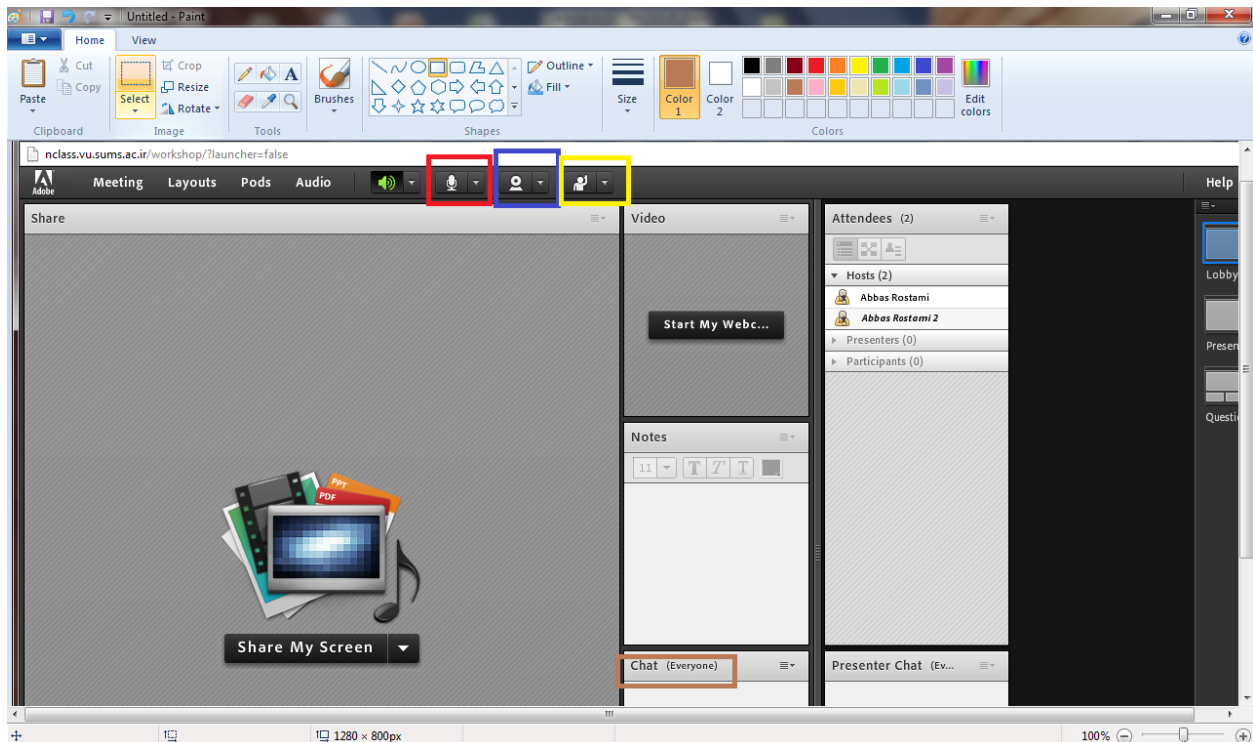 Untitled - Paint
Home View
Paste
Cut
Copy
Clipboard
Select
Crop
Resize
Rotate
Image
A
Tools
Brushes
Shapes
Outline
Fill
Size
Color 1
Color 2
Edit colors
Colors
nclass.vu.sums.ac.ir/workshop/?launcher=false
Adobe Meeting Layouts Pods Audio Help
Share
PPT
PDF
Share My Screen
Video
Start My Webc...
Notes
11 T T T
Chat (Everyone)
Attendees (2)
Hosts (2)
Abbas Rostami
Abbas Rostami 2
Presenters (0)
Participants (0)
Presenter Chat (Ev...
Lobby
Presen
Questi
1280 × 800px
100%